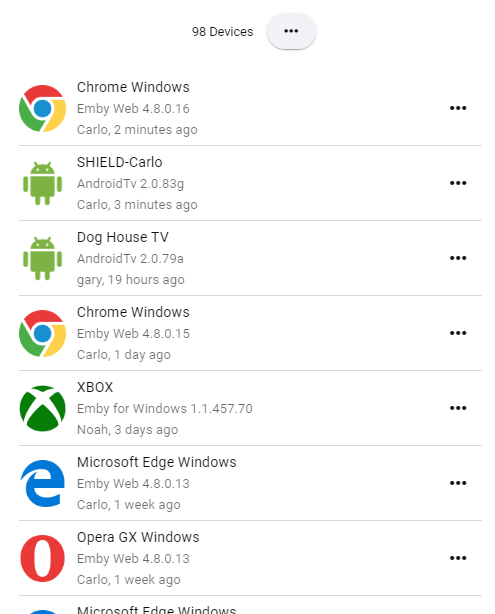 98 Devices
Chrome Windows
Emby Web 4.8.0.16
Carlo, 2 minutes ago
SHIELD-Carlo
AndroidTv 2.0.83g
Carlo, 3 minutes ago
Dog House TV
AndroidTv 2.0.79a
gary, 19 hours ago
Chrome Windows
Emby Web 4.8.0.15
Carlo, 1 day ago
XBOX
Emby for Windows 1.1.457.70
Noah, 3 days ago
Microsoft Edge Windows
Emby Web 4.8.0.13
Carlo, 1 week ago
Opera GX Windows
Emby Web 4.8.0.13
Carlo, 1 week ago
Microsoft Edge Windows